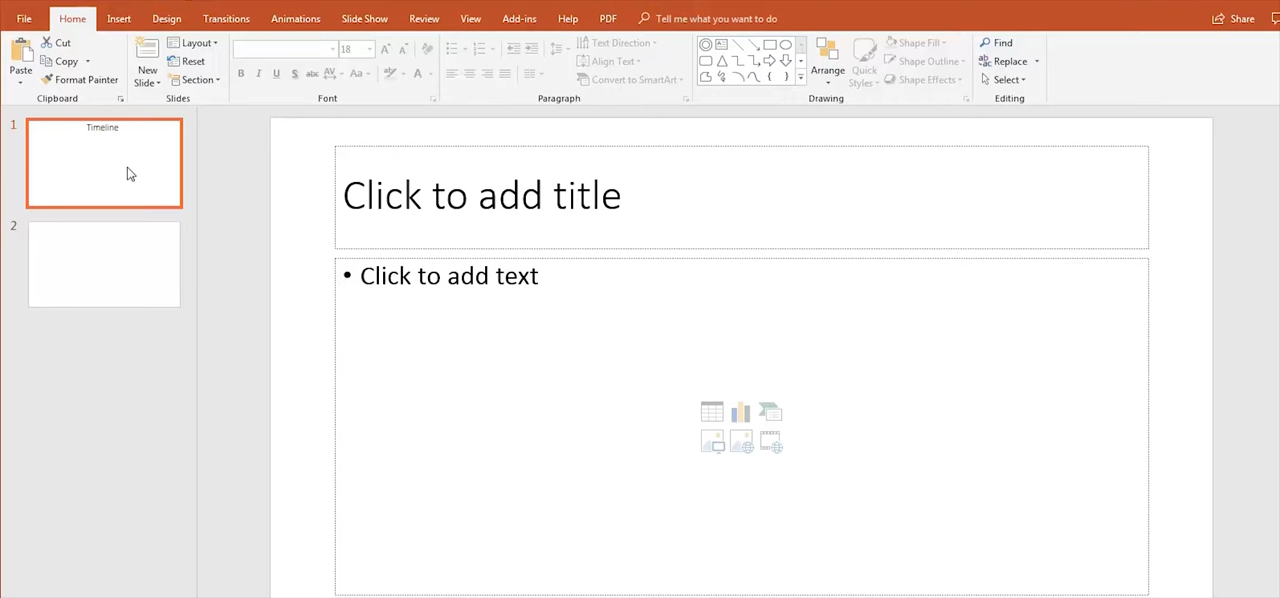 File Home Insert Design Transitions Animations Slide Show Review View Add-ins Help PDF Tell me what you want to do Share
Cut Layout 18 Text Direction Shape Fill Find
Copy Reset Align Text Shape Outline Replace
Paste Format Painter New Slide Section B I U S abc AV Aa A Convert to SmartArt Arrange Quick Styles Shape Effects Select
Clipboard Slides Font Paragraph Drawing Editing
1 Timeline
Click to add title
2
• Click to add text